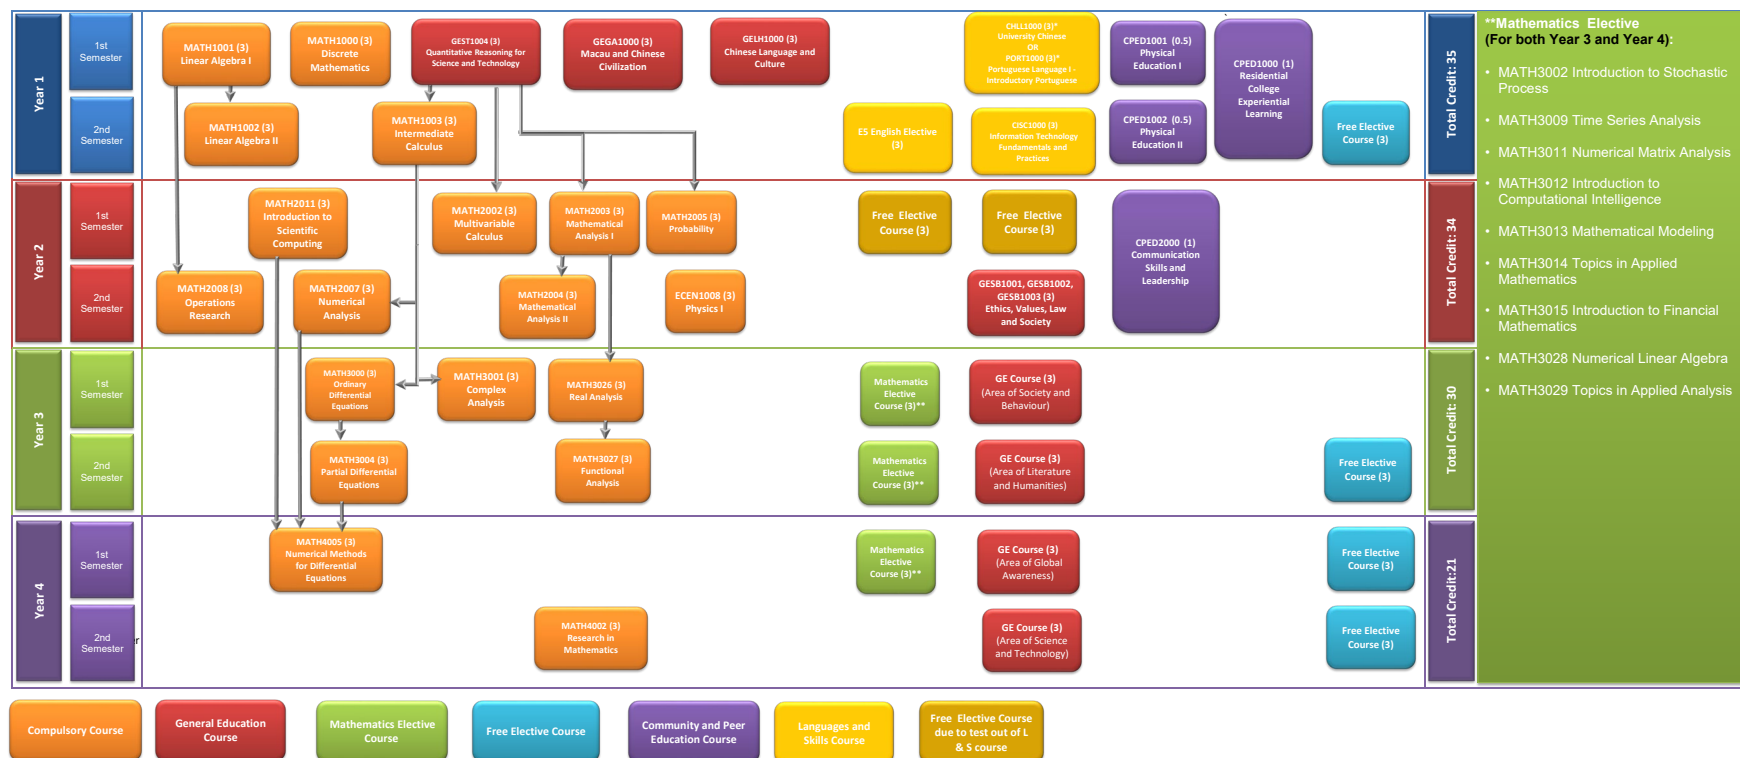 Year 1
1st
Semester
MATH1001 (3)
Linear Algebra I
MATH1000 (3)
Discrete
Mathematics
GEST1004 (3)
Quantitative Reasoning for
Science and Technology
GEGA1000 (3)
Macau and Chinese
Civilization
GELH1000 (3)
Chinese Language and
Culture
CHLL1000 (3)*
University Chinese
OR
PORT1000 (3)*
Portuguese Language I -
Introductory Portuguese
CPED1001 (0.5)
Physical
Education I
CPED1000 (1)
Residential
College
Experiential
Learning
2nd
Semester
MATH1002 (3)
Linear Algebra II
MATH1003 (3)
Intermediate
Calculus
ES English Elective
(3)
CISC1000 (3)
Information Technology
Fundamentals and
Practices
CPED1002 (0.5)
Physical
Education II
Free Elective
Course (3)
Total Credit: 35
Year 2
1st
Semester
MATH2011 (3)
Introduction to
Scientific
Computing
MATH2002 (3)
Multivariable
Calculus
MATH2003 (3)
Mathematical
Analysis I
MATH2005 (3)
Probability
Free Elective
Course (3)
Free Elective
Course (3)
CPED2000 (1)
Communication
Skills and
Leadership
2nd
Semester
MATH2008 (3)
Operations
Research
MATH2007 (3)
Numerical
Analysis
MATH2004 (3)
Mathematical
Analysis II
ECEN1008 (3)
Physics I
GESB1001, GESB1002,
GESB1003 (3)
Ethics, Values, Law
and Society
Total Credit: 34
Year 3
1st
Semester
MATH3000 (3)
Ordinary
Differential
Equations
MATH3001 (3)
Complex
Analysis
MATH3026 (3)
Real Analysis
Mathematics
Elective
Course (3)**
GE Course (3)
(Area of Society and
Behaviour)
2nd
Semester
MATH3004 (3)
Partial Differential
Equations
MATH3027 (3)
Functional
Analysis
Mathematics
Elective
Course (3)**
GE Course (3)
(Area of Literature
and Humanities)
Free Elective
Course (3)
Total Credit: 30
Year 4
1st
Semester
MATH4005 (3)
Numerical Methods
for Differential
Equations
Mathematics
Elective
Course (3)**
GE Course (3)
(Area of Global
Awareness)
Free Elective
Course (3)
2nd
Semester
r
MATH4002 (3)
Research in
Mathematics
GE Course (3)
(Area of Science
and Technology)
Free Elective
Course (3)
Total Credit:21
**Mathematics Elective
(For both Year 3 and Year 4):
• MATH3002 Introduction to Stochastic
Process
• MATH3009 Time Series Analysis
• MATH3011 Numerical Matrix Analysis
• MATH3012 Introduction to
Computational Intelligence
• MATH3013 Mathematical Modeling
• MATH3014 Topics in Applied
Mathematics
• MATH3015 Introduction to Financial
Mathematics
• MATH3028 Numerical Linear Algebra
• MATH3029 Topics in Applied Analysis
Compulsory Course
General Education
Course
Mathematics Elective
Course
Free Elective Course
Community and Peer
Education Course
Languages and
Skills Course
Free Elective Course
due to test out of L
& S course